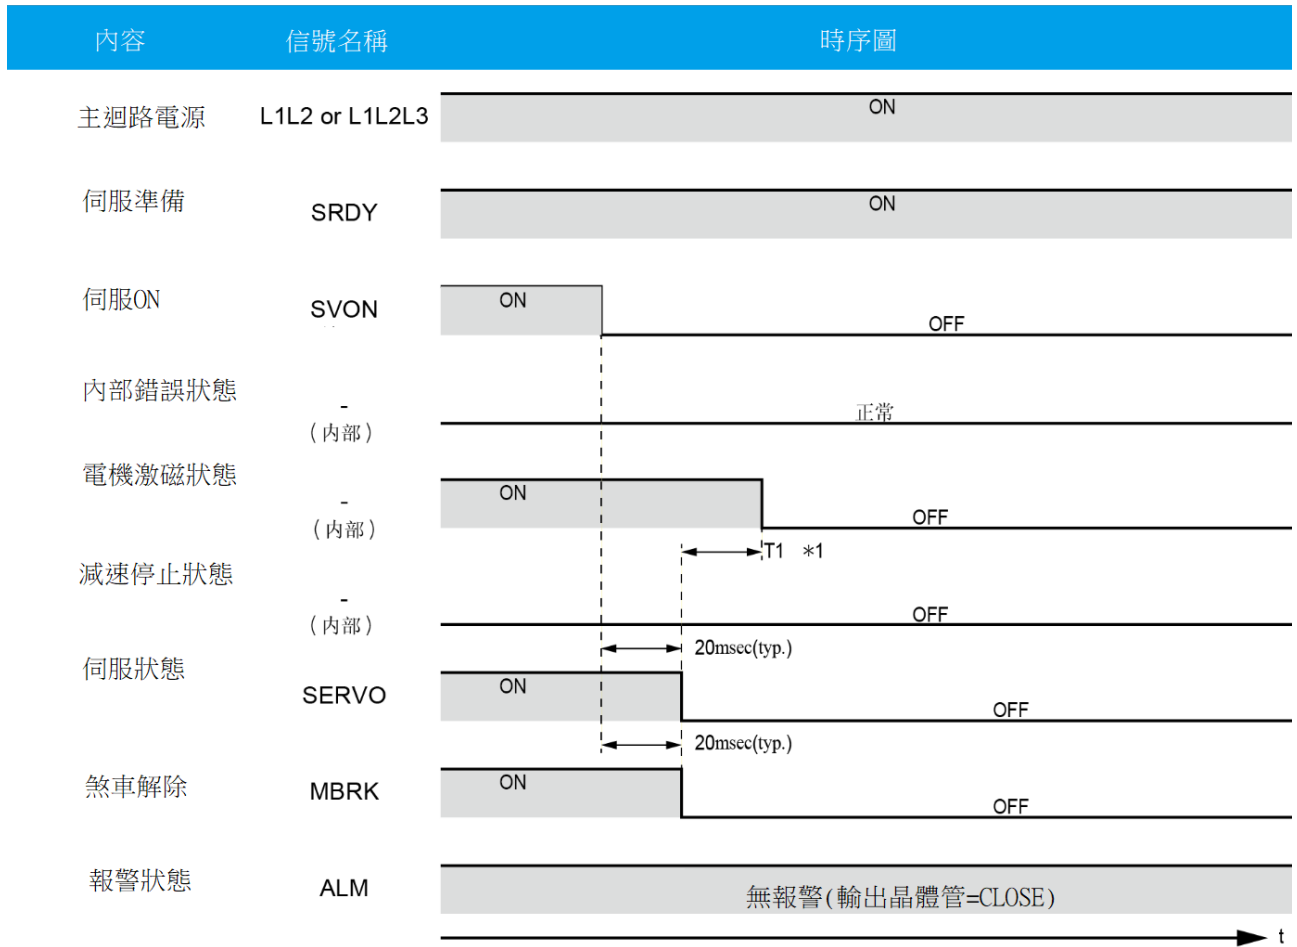 內容 信號名稱 時序圖
主迴路電源 L1L2 or L1L2L3 ON
伺服準備 SRDY ON
伺服ON SVON ON OFF
內部錯誤狀態 - 正常
（內部）
電機激磁狀態 - ON OFF
（內部）
T1 *1
減速停止狀態 - OFF
（內部）
20msec(typ.)
伺服狀態 SERVO ON OFF
20msec(typ.)
煞車解除 MBRK ON OFF
報警狀態 ALM 無報警(輸出晶體管=CLOSE)
t